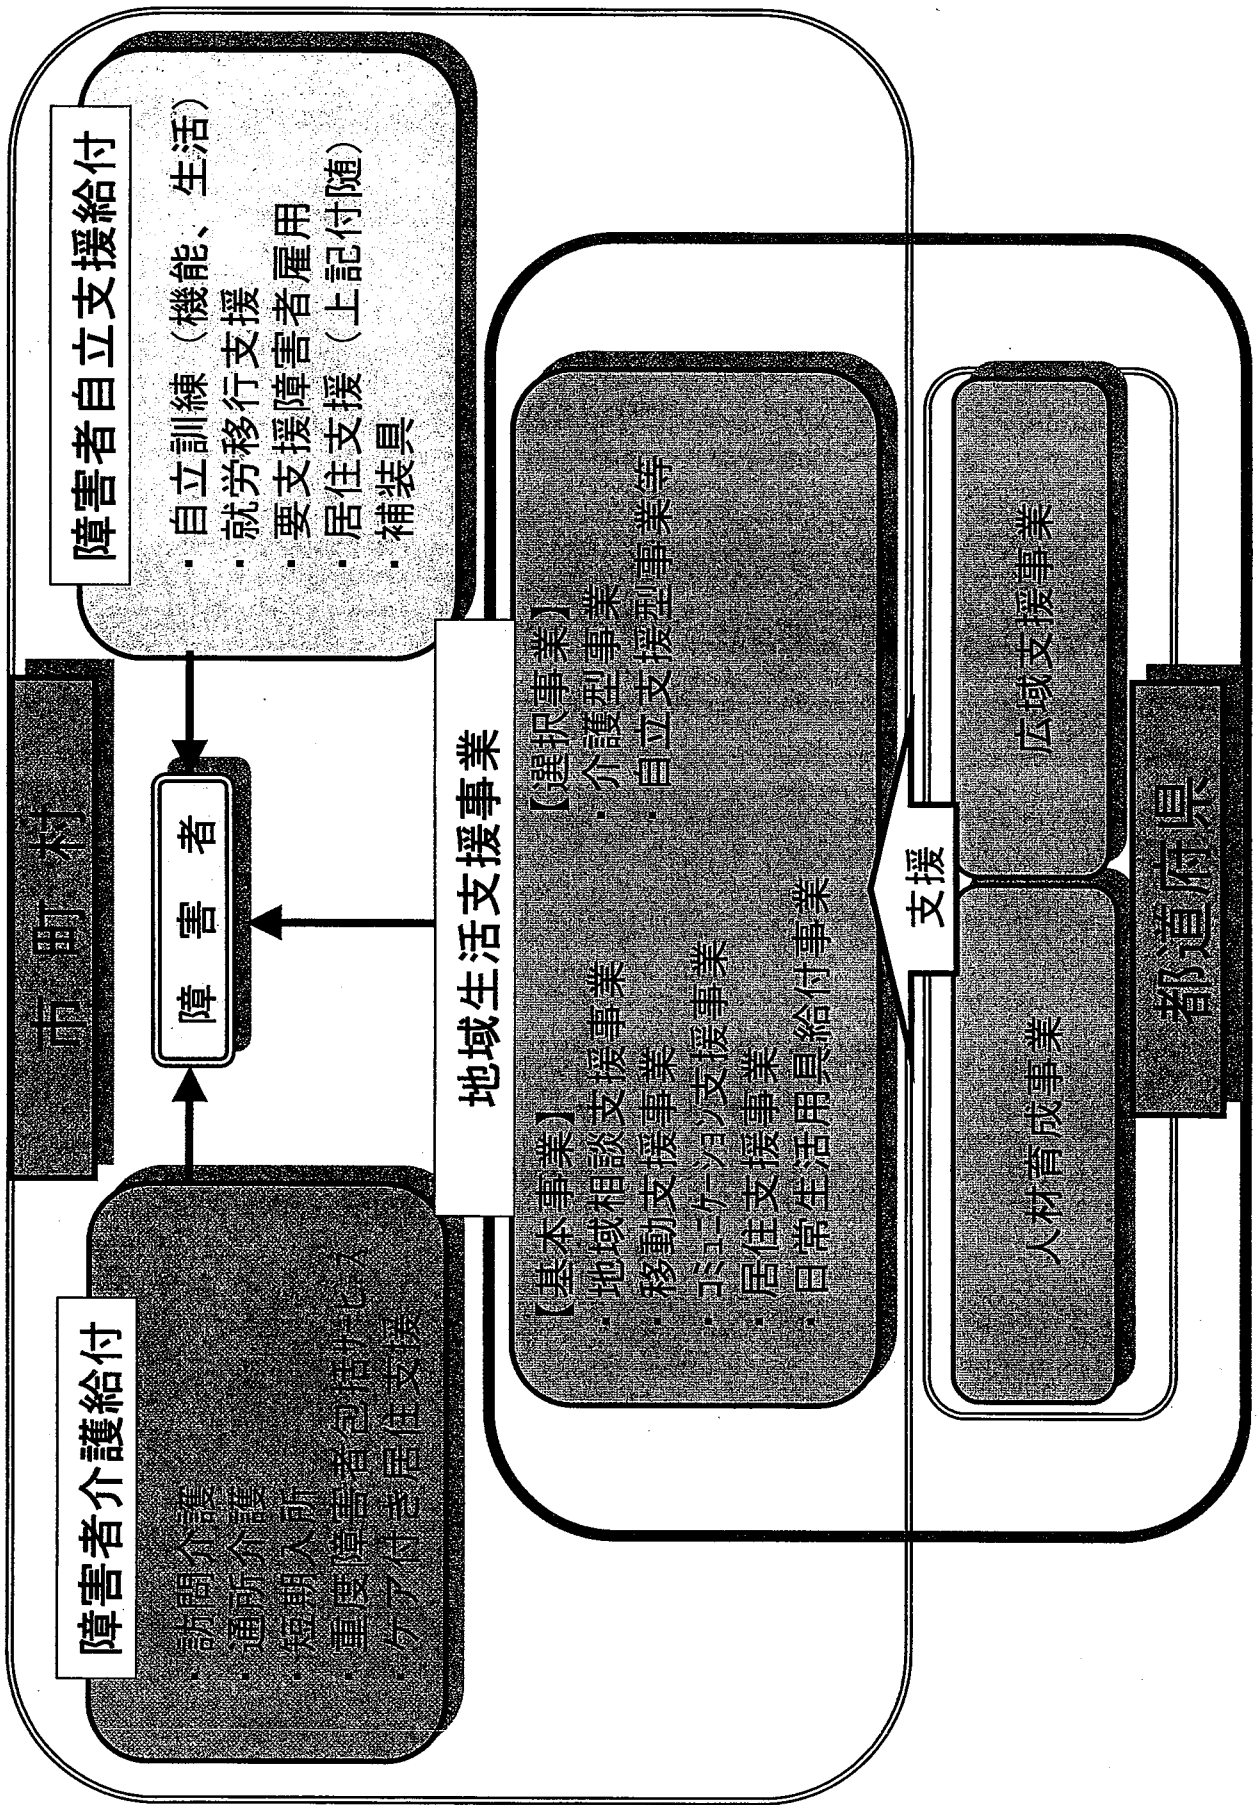 市町村
障害者介護給付
・訪問介護
・通所介護
・短期入所
・重度障害者包括サービス
・ケア付き居住支援
障害者
障害者自立支援給付
・自立訓練（機能、生活）
・就労移行支援
・要支援障害者雇用
・居住支援（上記付随）
・補装具
地域生活支援事業
【基本事業】
・地域相談支援事業
・移動支援事業
・コミュニケーション支援事業
・居住支援事業
・日常生活用具給付事業
【選択事業】
・介護型事業
・自立支援型事業等
支援
人材育成事業
広域支援事業
都道府県